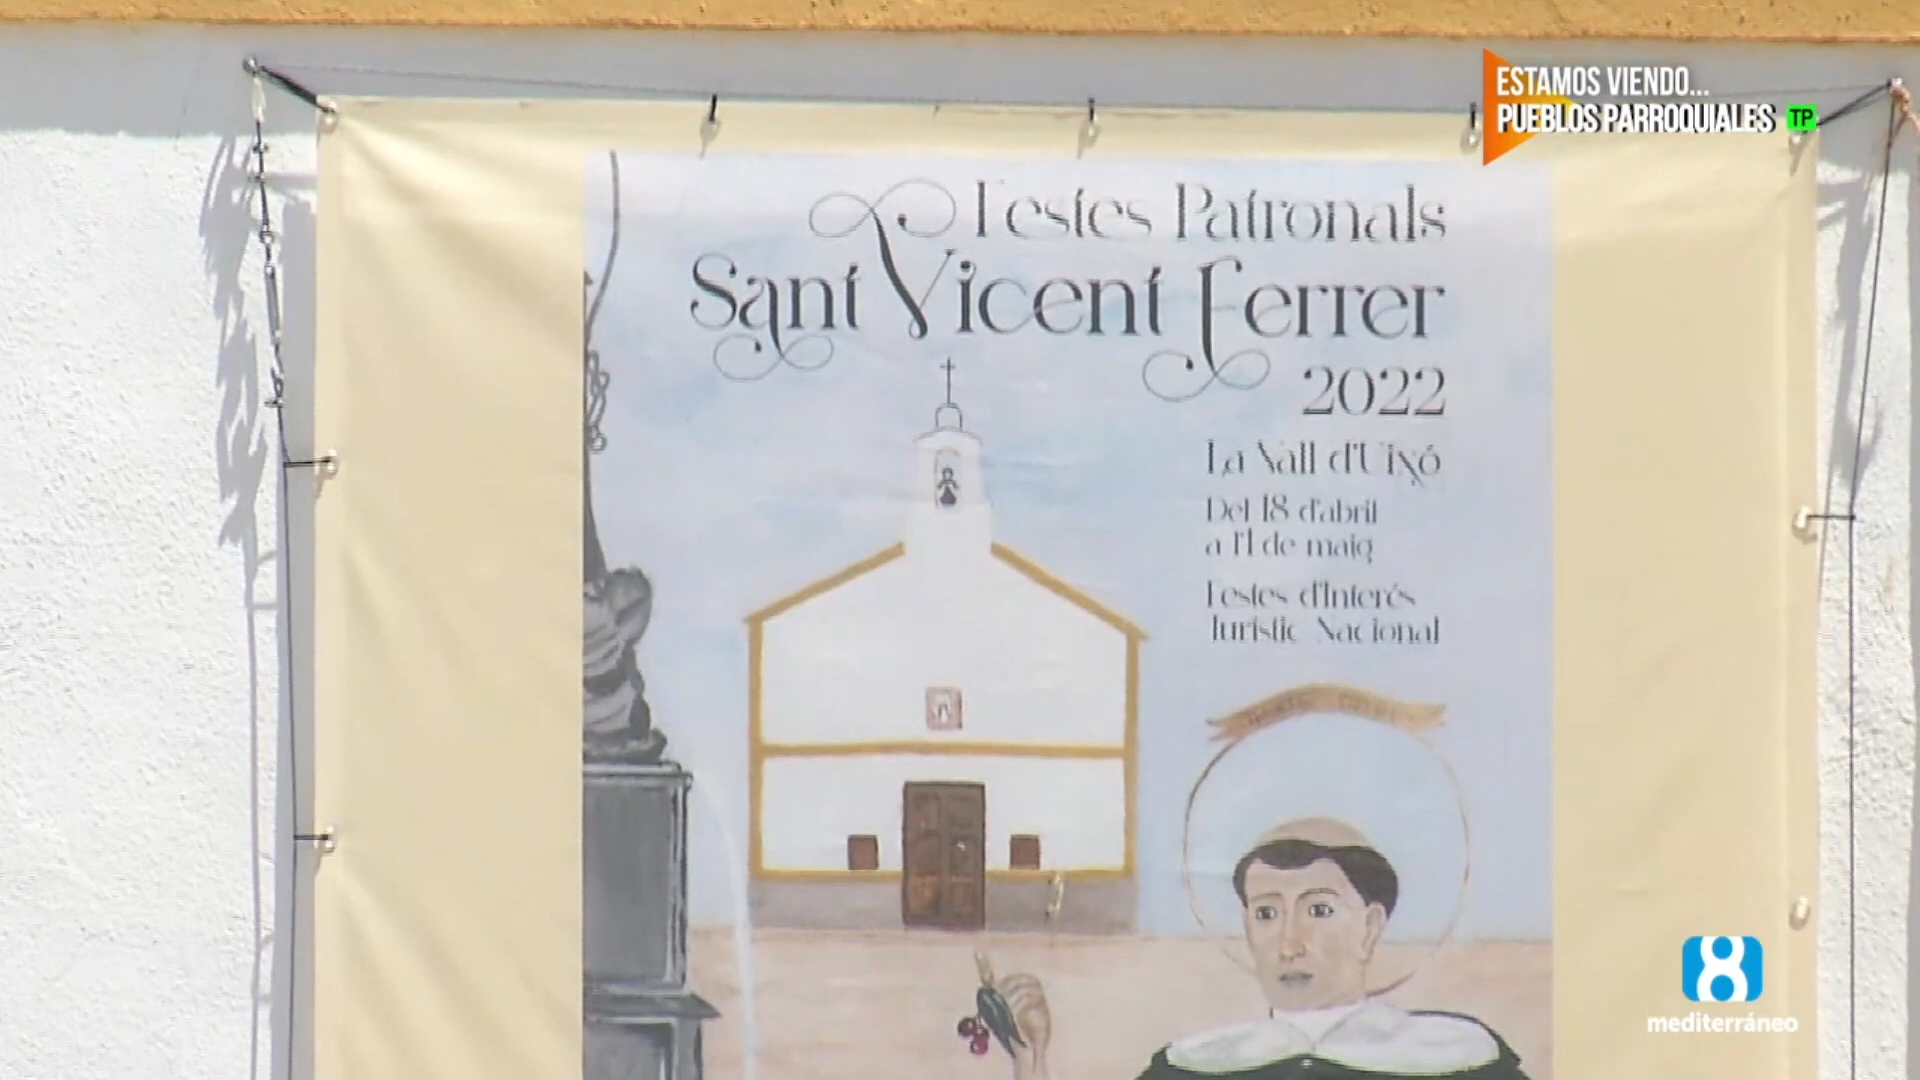 ESTAMOS VIENDO...
PUEBLOS PARROQUIALES TP
Festes Patronals
Sant Vicent Ferrer
2022
La Vall d'Uixó
Del 18 d'abril
a l'1 de maig
Festes d'Interés
Turístic Nacional
8
mediterráneo